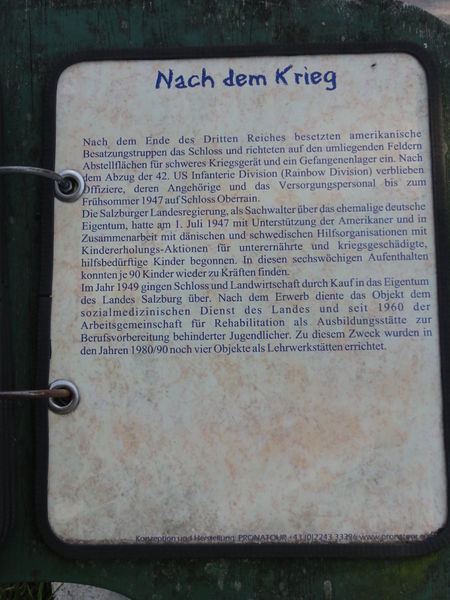 Nach dem Krieg
Nach dem Ende des Dritten Reiches besetzten amerikanische
Besatzungstruppen das Schloss und richteten auf den umliegenden Feldern
Abstellflächen für schweres Kriegsgerät und ein Gefangenenlager ein. Nach
dem Abzug der 42. US Infanterie Division (Rainbow Division) verblieben
Offiziere, deren Angehörige und das Versorgungspersonal bis zum
Frühsommer 1947 auf Schloss Oberrain.
Die Salzburger Landesregierung, als Sachwalter über das ehemalige deutsche
Eigentum, hatte am 1. Juli 1947 mit Unterstützung der Amerikaner und in
Zusammenarbeit mit dänischen und schwedischen Hilfsorganisationen mit
Kindererholungs-Aktionen für unterernährte und kriegsgeschädigte,
hilfsbedürftige Kinder begonnen. In diesen sechswöchigen Aufenthalten
konnten je 90 Kinder wieder zu Kräften finden.
Im Jahr 1949 gingen Schloss und Landwirtschaft durch Kauf in das Eigentum
des Landes Salzburg über. Nach dem Erwerb diente das Objekt dem
sozialmedizinischen Dienst des Landes und seit 1960 der
Arbeitsgemeinschaft für Rehabilitation als Ausbildungsstätte zur
Berufsvorbereitung behinderter Jugendlicher. Zu diesem Zweck wurden in
den Jahren 1980/90 noch vier Objekte als Lehrwerkstätten errichtet.
Konzeption und Herstellung: PRONATOUR +43 (0)2243 33396 www.pronatour.at